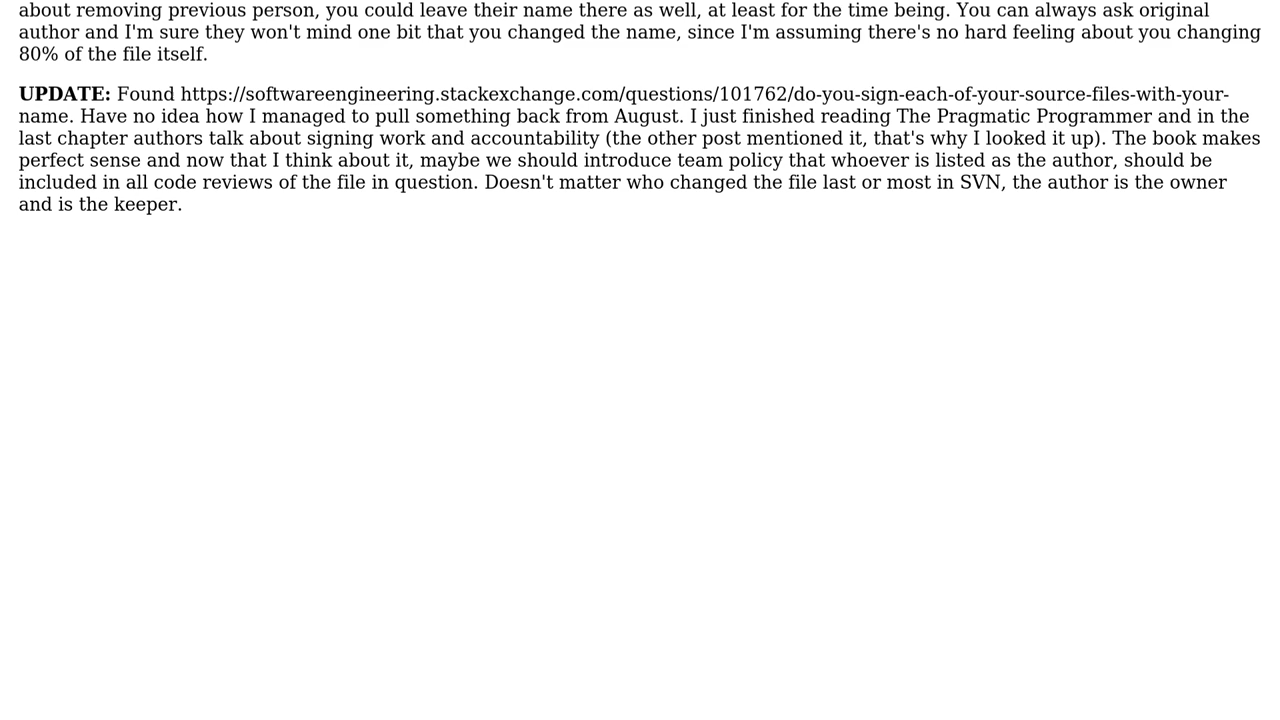 about removing previous person, you could leave their name there as well, at least for the time being. You can always ask original
author and I'm sure they won't mind one bit that you changed the name, since I'm assuming there's no hard feeling about you changing
80% of the file itself.
UPDATE: Found https://softwareengineering.stackexchange.com/questions/101762/do-you-sign-each-of-your-source-files-with-your-
name. Have no idea how I managed to pull something back from August. I just finished reading The Pragmatic Programmer and in the
last chapter authors talk about signing work and accountability (the other post mentioned it, that's why I looked it up). The book makes
perfect sense and now that I think about it, maybe we should introduce team policy that whoever is listed as the author, should be
included in all code reviews of the file in question. Doesn't matter who changed the file last or most in SVN, the author is the owner
and is the keeper.